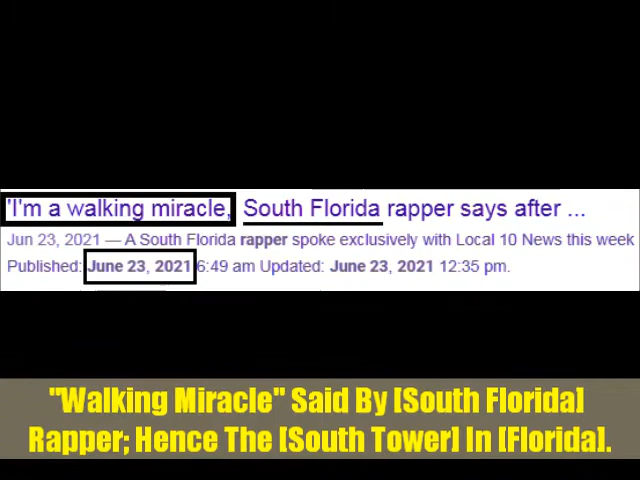 'I'm a walking miracle, South Florida rapper says after ...
Jun 23, 2021 — A South Florida rapper spoke exclusively with Local 10 News this week
Published: June 23, 2021 6:49 am Updated: June 23, 2021 12:35 pm.
"Walking Miracle" Said By [South Florida]
Rapper; Hence The [South Tower] In [Florida].